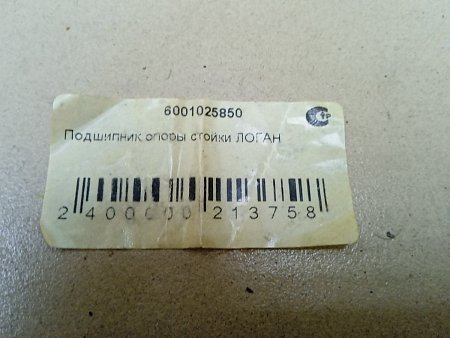 6001025850
Подшипник опоры стойки ЛОГАН
2 400000 213758